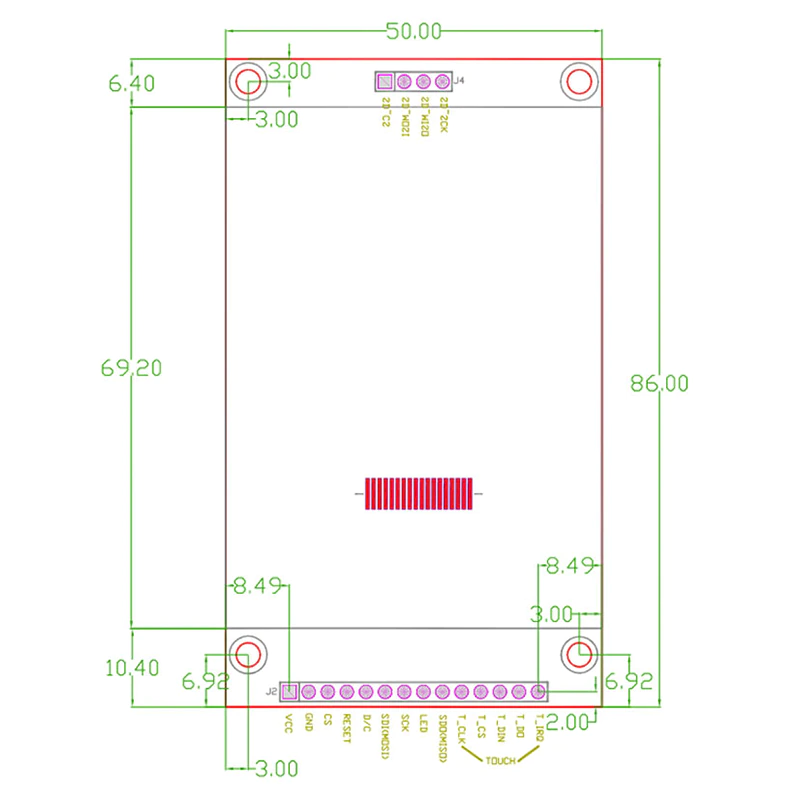 50.00
6.40
3.00
J4
3.00
SD_CS
SD_MOSI
SD_MISO
SD_SCK
69.20
86.00
8.49
8.49
3.00
10.40
6.92
6.92
J2
2.00
VCC
GND
CS
RESET
D/C
SDI(MOSI)
SCK
LED
SDO(MISO)
T_CLK
T_CS
T_DIN
T_DO
T_IRQ
TOUCH
3.00